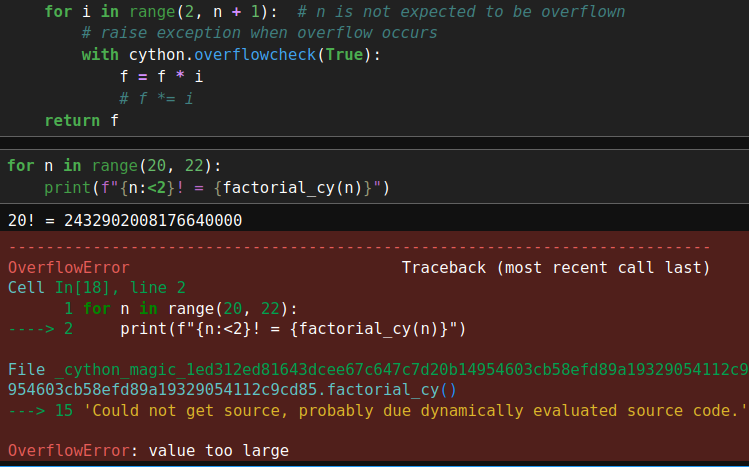 for i in range(2, n + 1):  # n is not expected to be overflown
# raise exception when overflow occurs
with cython.overflowcheck(True):
f = f * i
# f *= i
return f
for n in range(20, 22):
print(f"{n:<2}! = {factorial_cy(n)}")
20! = 2432902008176640000
---------------------------------------------------------------------------
OverflowError                             Traceback (most recent call last)
Cell In[18], line 2
1 for n in range(20, 22):
----> 2     print(f"{n:<2}! = {factorial_cy(n)}")
File _cython_magic_1ed312ed81643dcee67c647c7d20b14954603cb58efd89a19329054112c9
954603cb58efd89a19329054112c9cd85.factorial_cy()
---> 15 'Could not get source, probably due dynamically evaluated source code.'
OverflowError: value too large